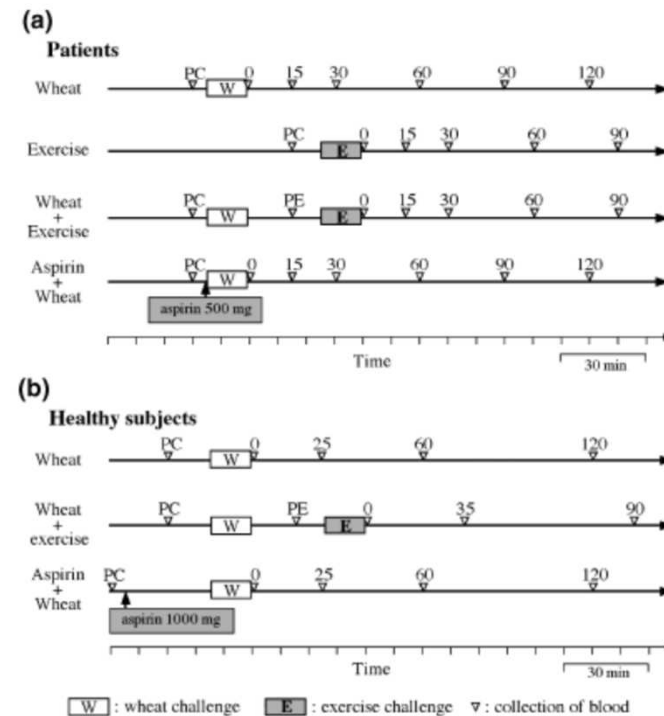 (a)
Patients
Wheat PC W 0 15 30 60 90 120
Exercise PC E 0 15 30 60 90
Wheat
+
Exercise PC W PE E 0 15 30 60 90
Aspirin
+
Wheat PC W 0 15 30 60 90 120
aspirin 500 mg
Time
30 min
(b)
Healthy subjects
Wheat PC W 0 25 60 120
Wheat
+
exercise PC W PE E 0 35 90
Aspirin
+
Wheat PC W 0 25 60 120
aspirin 1000 mg
Time
30 min
W : wheat challenge E : exercise challenge ▿ : collection of blood